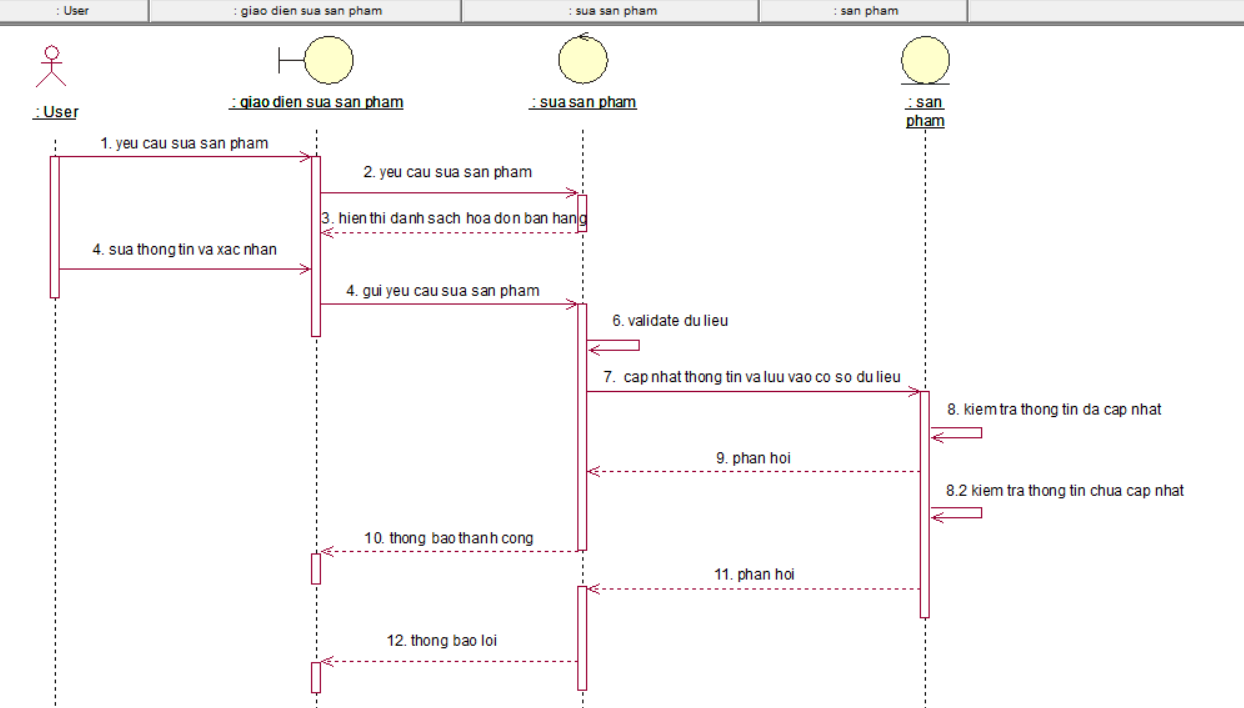 : User
: giao dien sua san pham
: sua san pham
: san pham
: User
: giao dien sua san pham
: sua san pham
: san
pham
1. yeu cau sua san pham
2. yeu cau sua san pham
3. hien thi danh sach hoa don ban hang
4. sua thong tin va xac nhan
4. gui yeu cau sua san pham
6. validate du lieu
7. cap nhat thong tin va luu vao co so du lieu
8. kiem tra thong tin da cap nhat
9. phan hoi
8.2 kiem tra thong tin chua cap nhat
10. thong bao thanh cong
11. phan hoi
12. thong bao loi